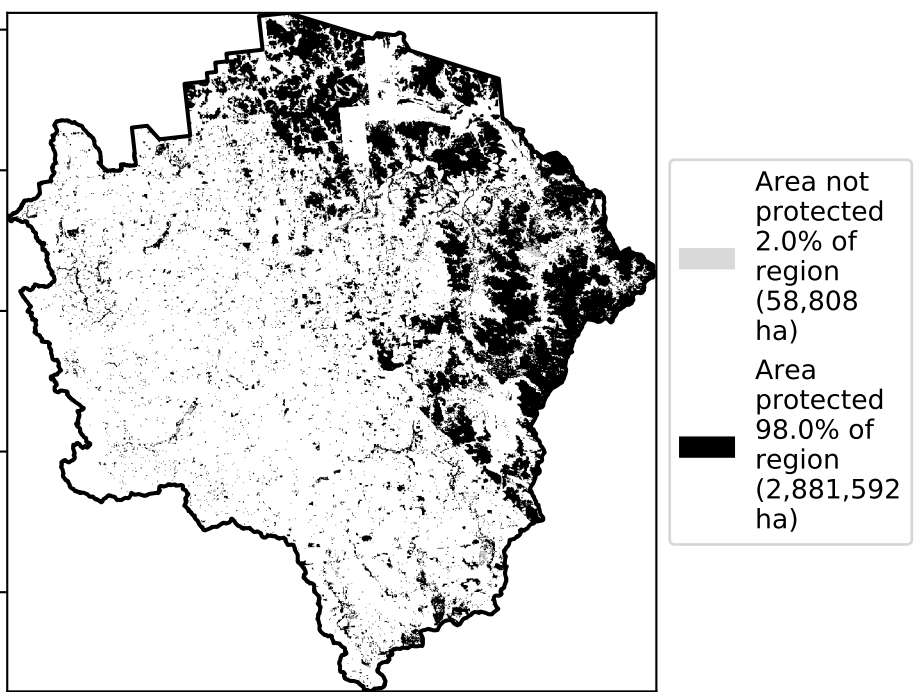 Area not
protected
2.0% of
region
(58,808
ha)
Area
protected
98.0% of
region
(2,881,592
ha)